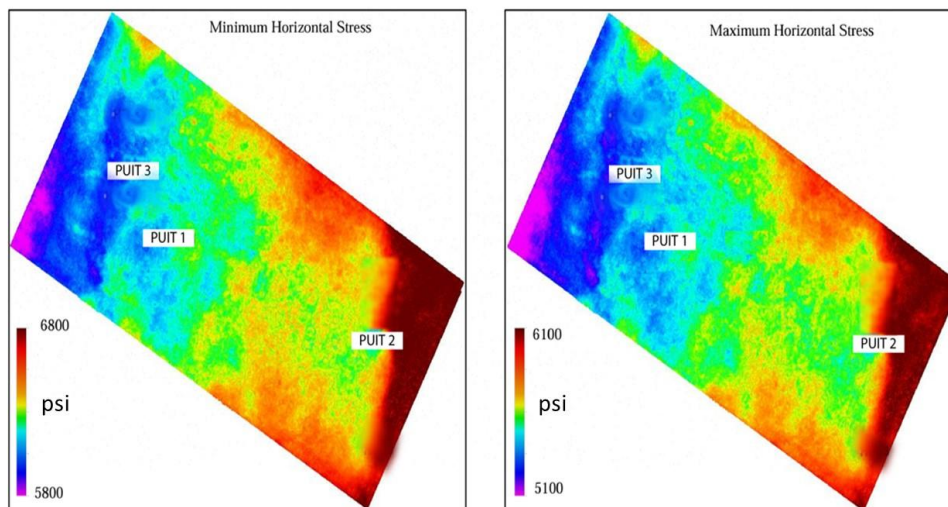 Minimum Horizontal Stress
PUIT 3
PUIT 1
PUIT 2
6800
psi
5800
Maximum Horizontal Stress
PUIT 3
PUIT 1
PUIT 2
6100
psi
5100